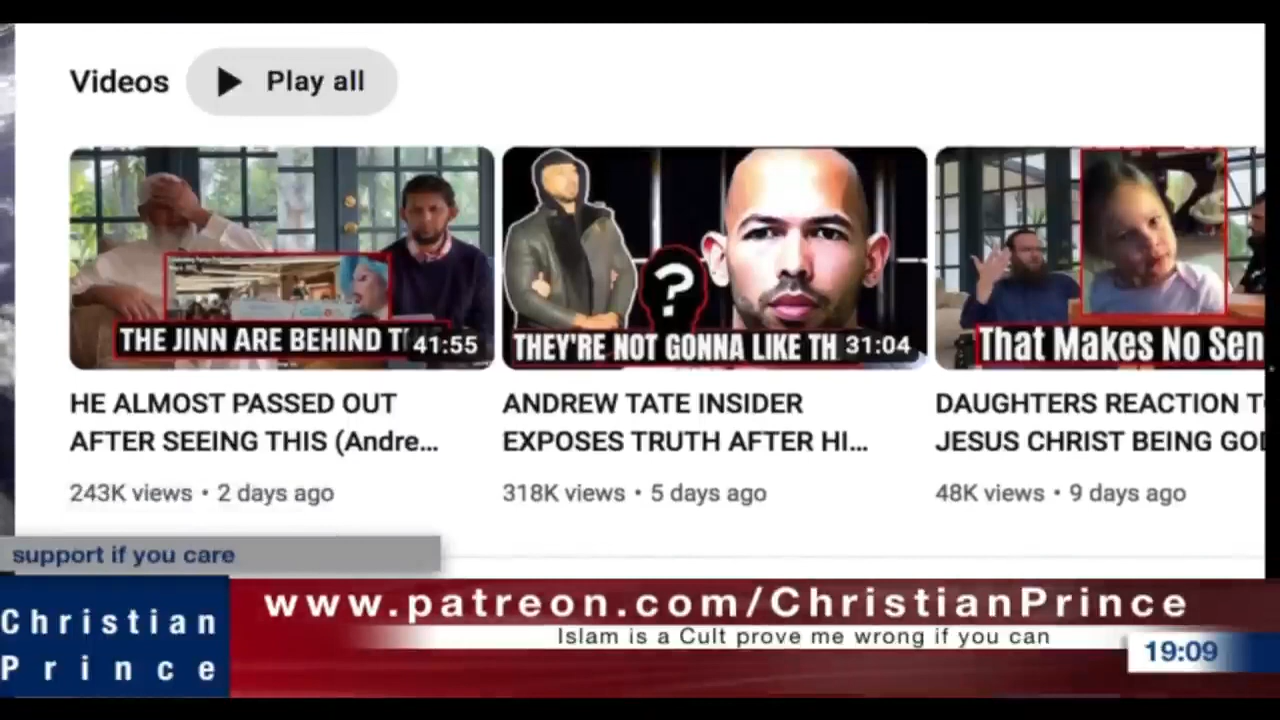 Videos
Play all
THE JINN ARE BEHIND
41:55
THEY'RE NOT GONNA LIKE TH
31:04
?
That Makes No Sen
HE ALMOST PASSED OUT
AFTER SEEING THIS (Andre...
243K views • 2 days ago
ANDREW TATE INSIDER
EXPOSES TRUTH AFTER HI...
318K views • 5 days ago
DAUGHTERS REACTION T
JESUS CHRIST BEING GO
48K views • 9 days ago
support if you care
Christian
Prince
www.patreon.com/ChristianPrince
Islam is a Cult prove me wrong if you can
19:09